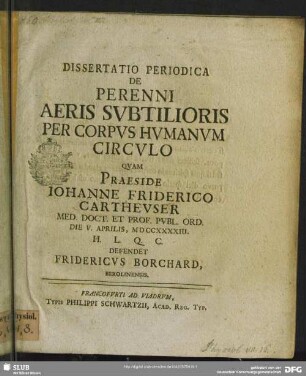 DISSERTATIO PERIODICA
DE
PERENNI
AERIS SVBTILIORIS
PER CORPVS HVMANVM
CIRCVLO
QVAM
PRAESIDE
IOHANNE FRIDERICO
CARTHEVSER
MED. DOCT. ET PROF. PVBL. ORD.
DIE V. APRILIS, MDCCXXXXIII.
H. L. Q. C.
DEFENDET
FRIDERICVS BORCHARD,
BEROLINENSIS.
FRANCOFVRTI AD VIADRVM,
TYPIS PHILIPPI SCHWARTZII, ACAD. REG. TYP.